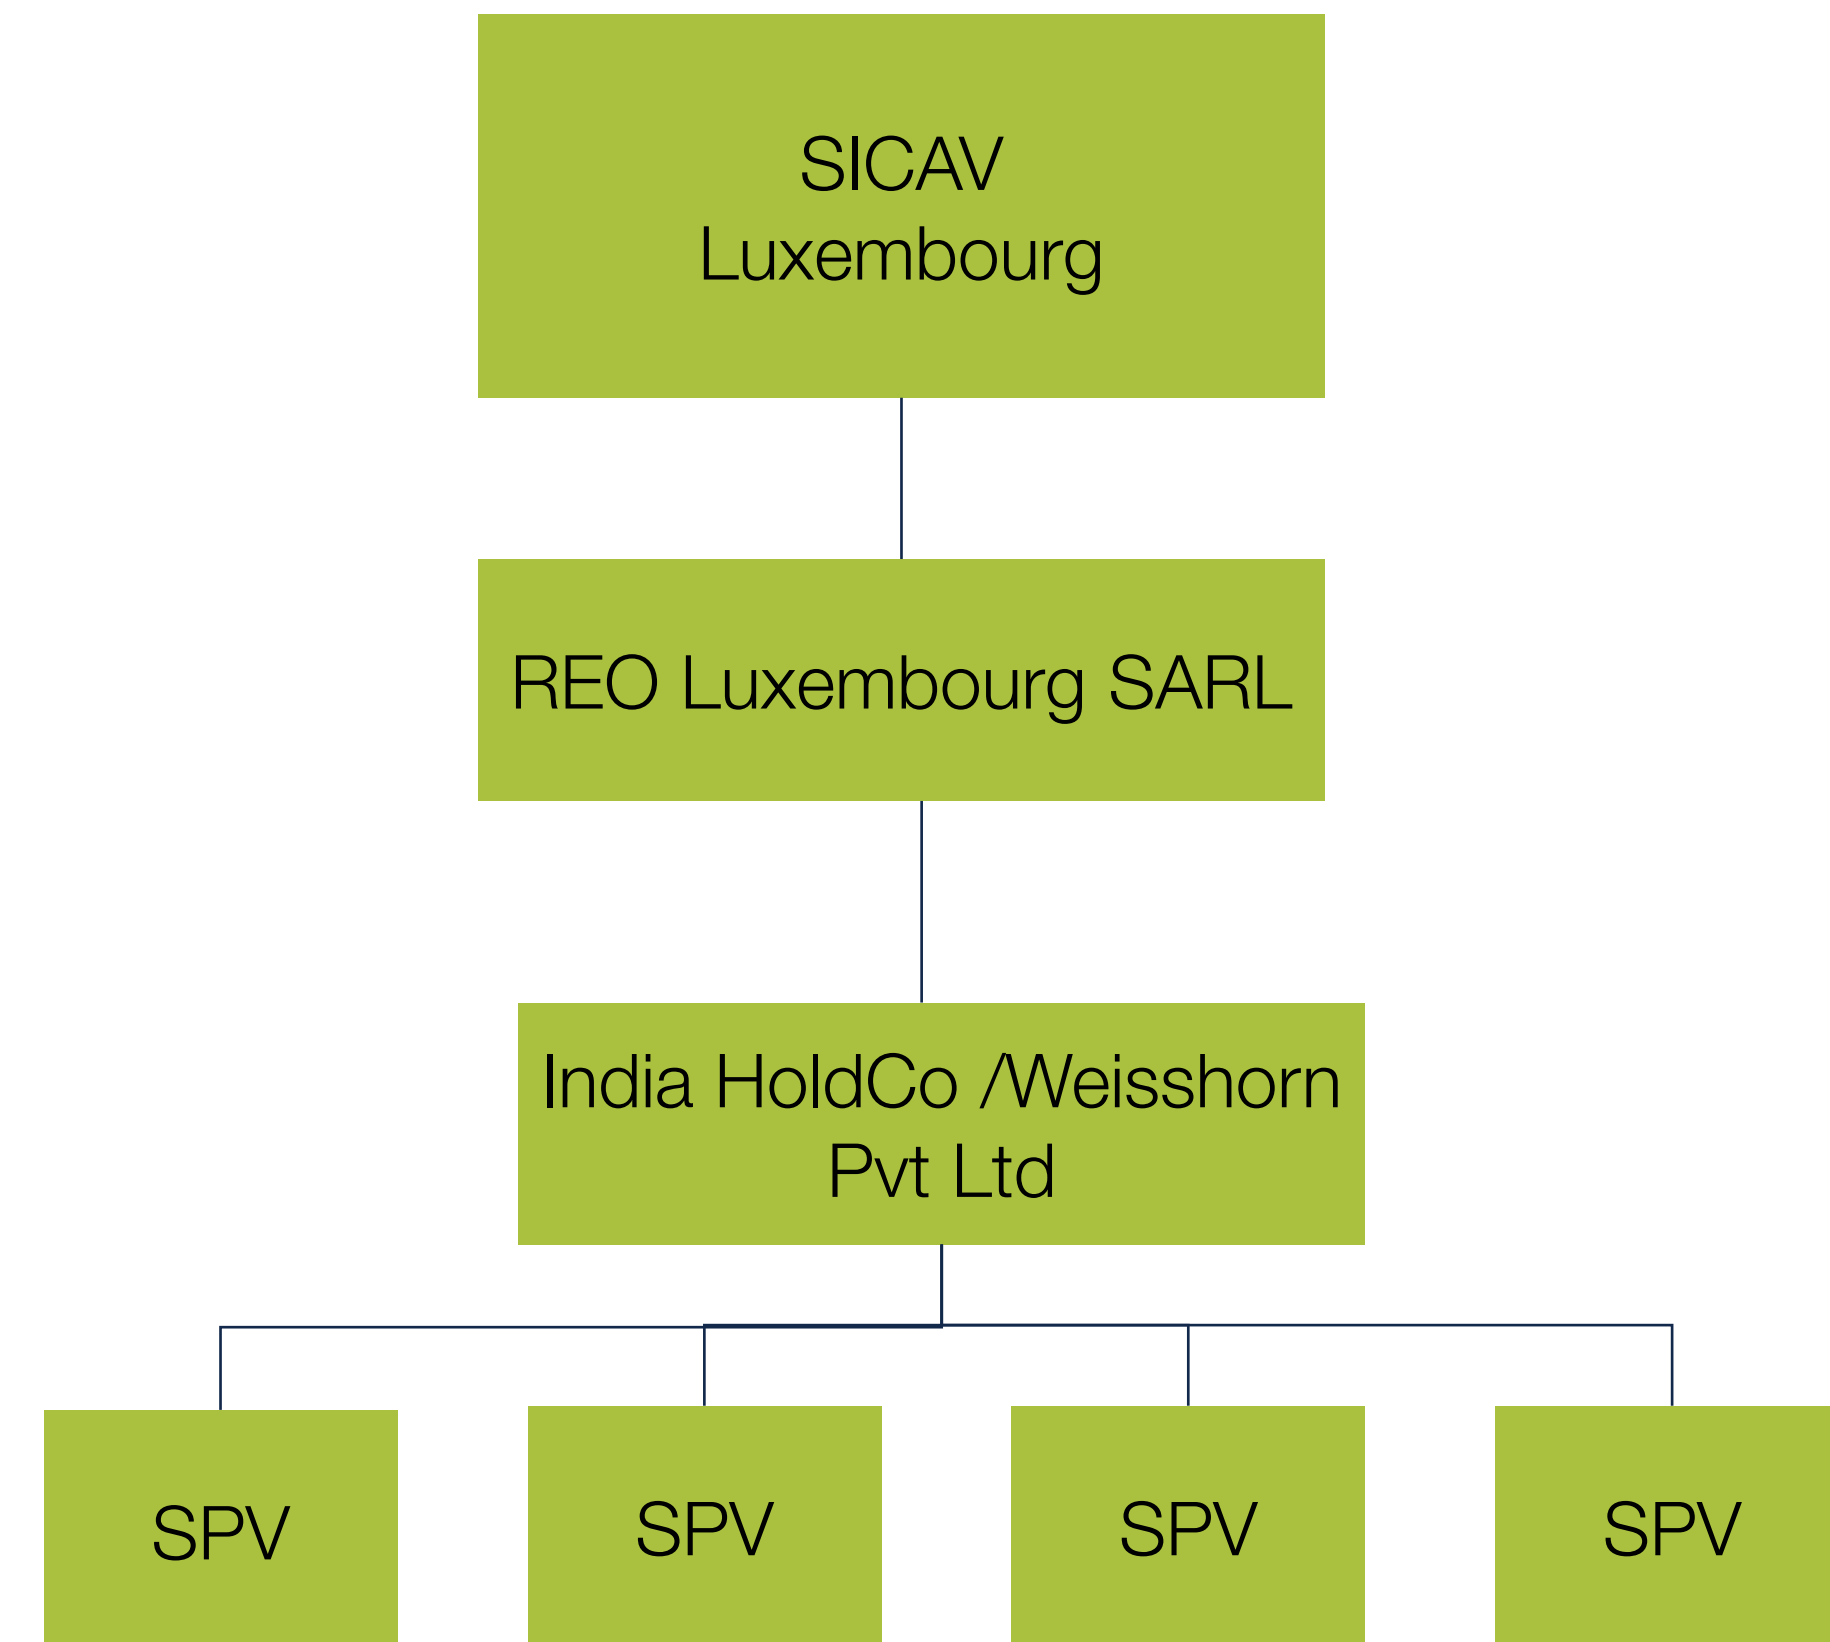 SICAV
Luxembourg
REO Luxembourg SARL
India HoldCo /Weisshorn
Pvt Ltd
SPV
SPV
SPV
SPV